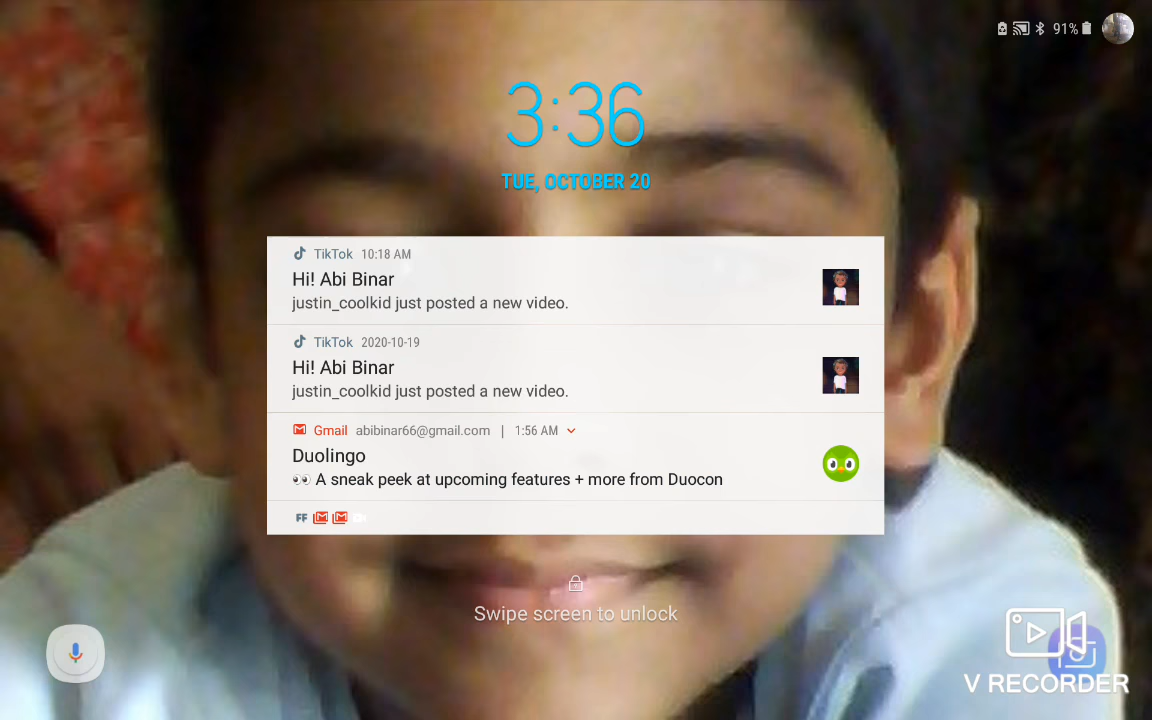 91%
3:36
TUE, OCTOBER 20
TikTok 10:18 AM
Hi! Abi Binar
justin_coolkid just posted a new video.
TikTok 2020-10-19
Hi! Abi Binar
justin_coolkid just posted a new video.
Gmail abibinar66@gmail.com | 1:56 AM
Duolingo
👀 A sneak peek at upcoming features + more from Duocon
FF
Swipe screen to unlock
V RECORDER